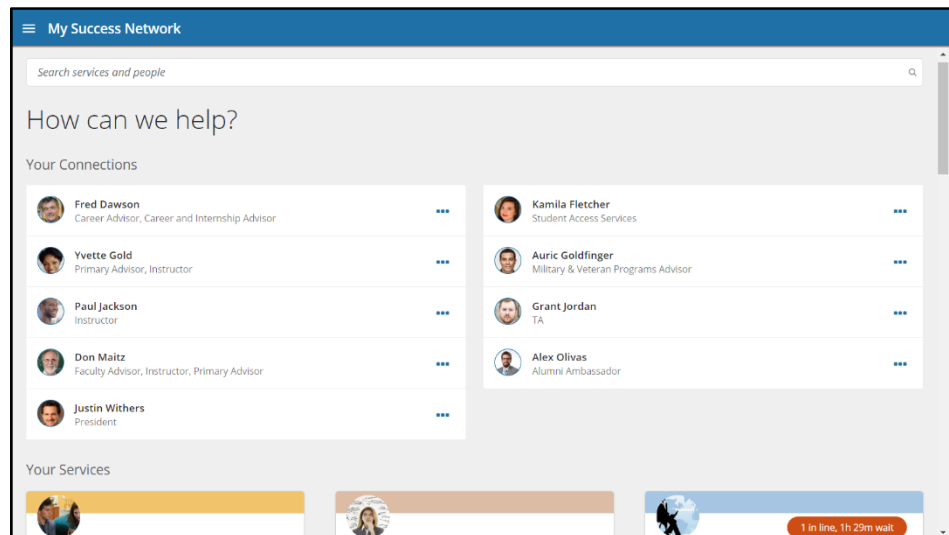 My Success Network
Search services and people
How can we help?
Your Connections
Fred Dawson
Career Advisor, Career and Internship Advisor
Yvette Gold
Primary Advisor, Instructor
Paul Jackson
Instructor
Don Maitz
Faculty Advisor, Instructor, Primary Advisor
Justin Withers
President
Kamila Fletcher
Student Access Services
Auric Goldfinger
Military & Veteran Programs Advisor
Grant Jordan
TA
Alex Olivas
Alumni Ambassador
Your Services
1 in line, 1h 29m wait